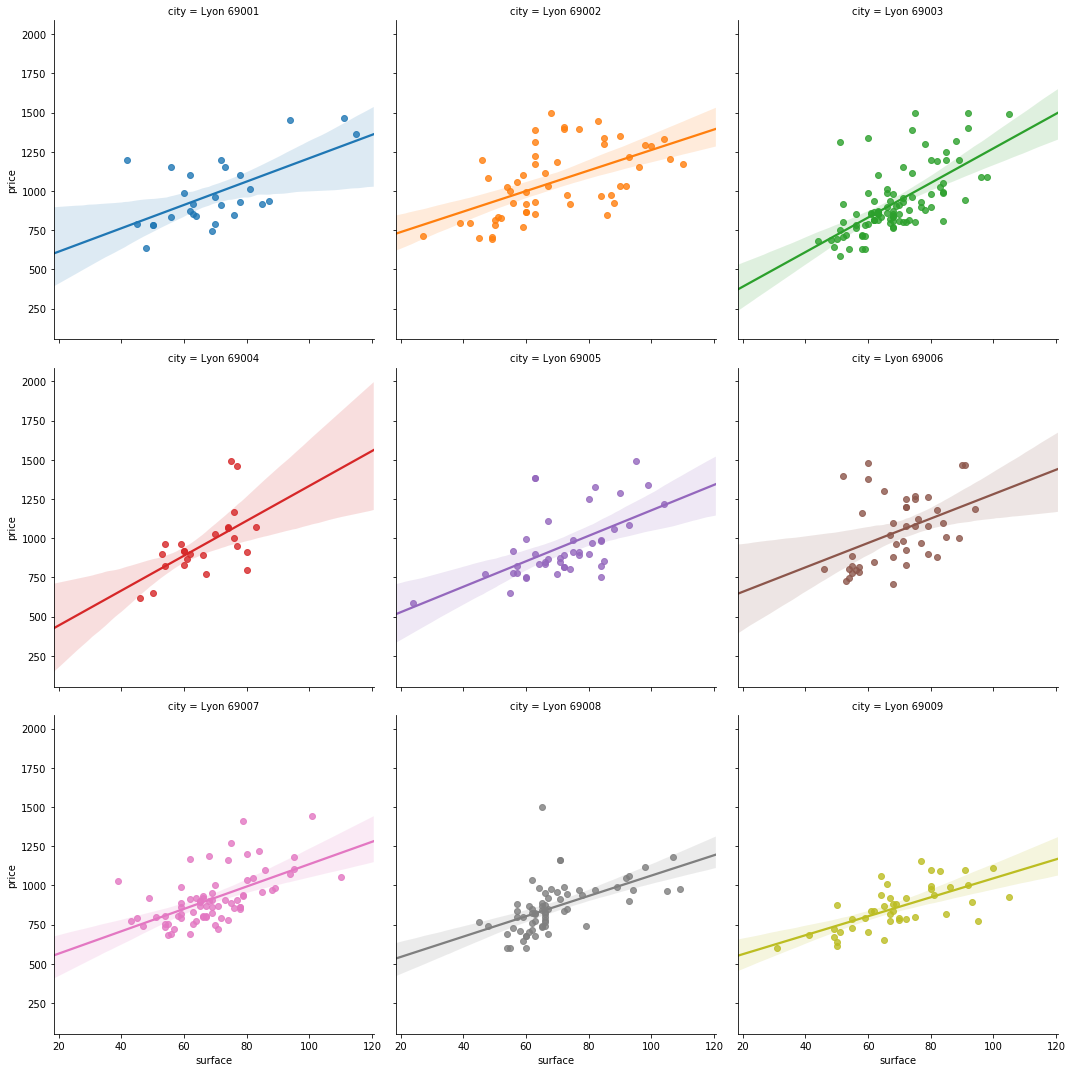 city = Lyon 69001
city = Lyon 69002
city = Lyon 69003
2000
1750
1500
1250
1000
750
500
250
price
city = Lyon 69004
city = Lyon 69005
city = Lyon 69006
2000
1750
1500
1250
1000
750
500
250
price
city = Lyon 69007
city = Lyon 69008
city = Lyon 69009
2000
1750
1500
1250
1000
750
500
250
price
20 40 60 80 100 120
20 40 60 80 100 120
20 40 60 80 100 120
surface
surface
surface